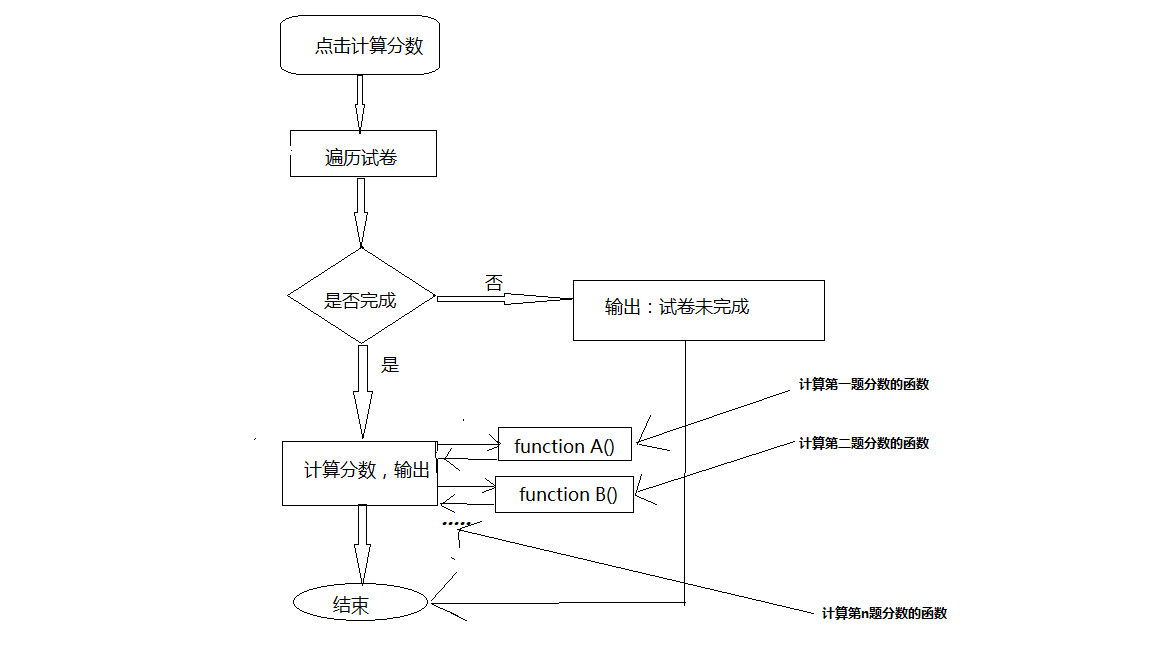 点击计算分数
遍历试卷
是否完成
否
输出：试卷未完成
是
计算第一题分数的函数
function A()
计算第二题分数的函数
计算分数，输出
function B()
.....
结束
计算第n题分数的函数